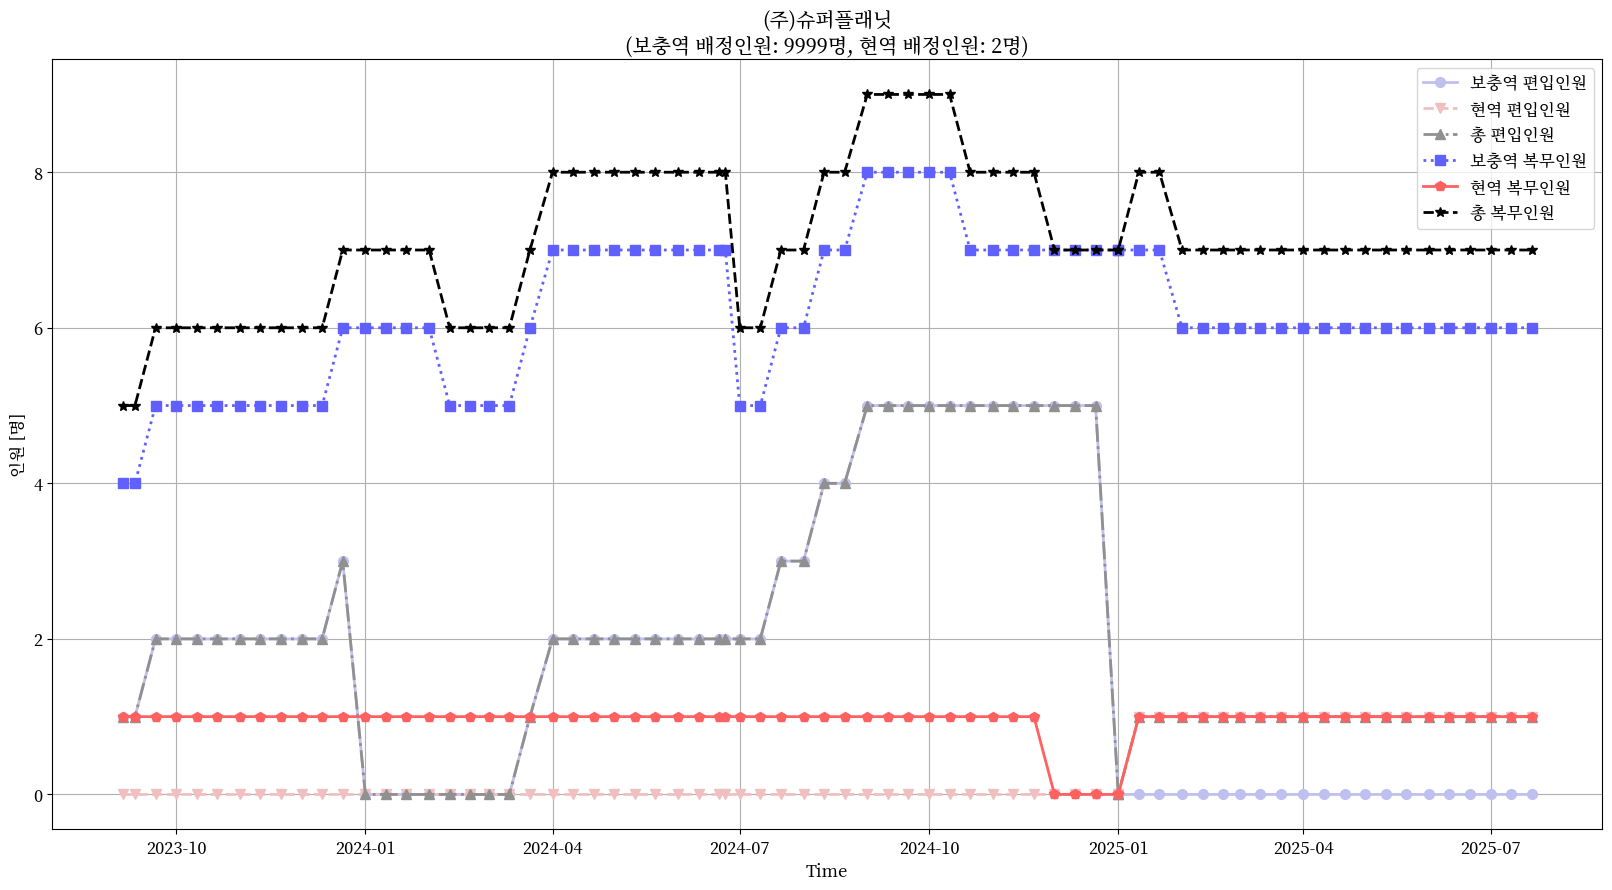 (주)슈퍼플래닛
(보충역 배정인원: 9999명, 현역 배정인원: 2명)
보충역 편입인원
현역 편입인원
총 편입인원
보충역 복무인원
현역 복무인원
총 복무인원
인원 [명]
8
6
4
2
0
2023-10
2024-01
2024-04
2024-07
2024-10
2025-01
2025-04
2025-07
Time